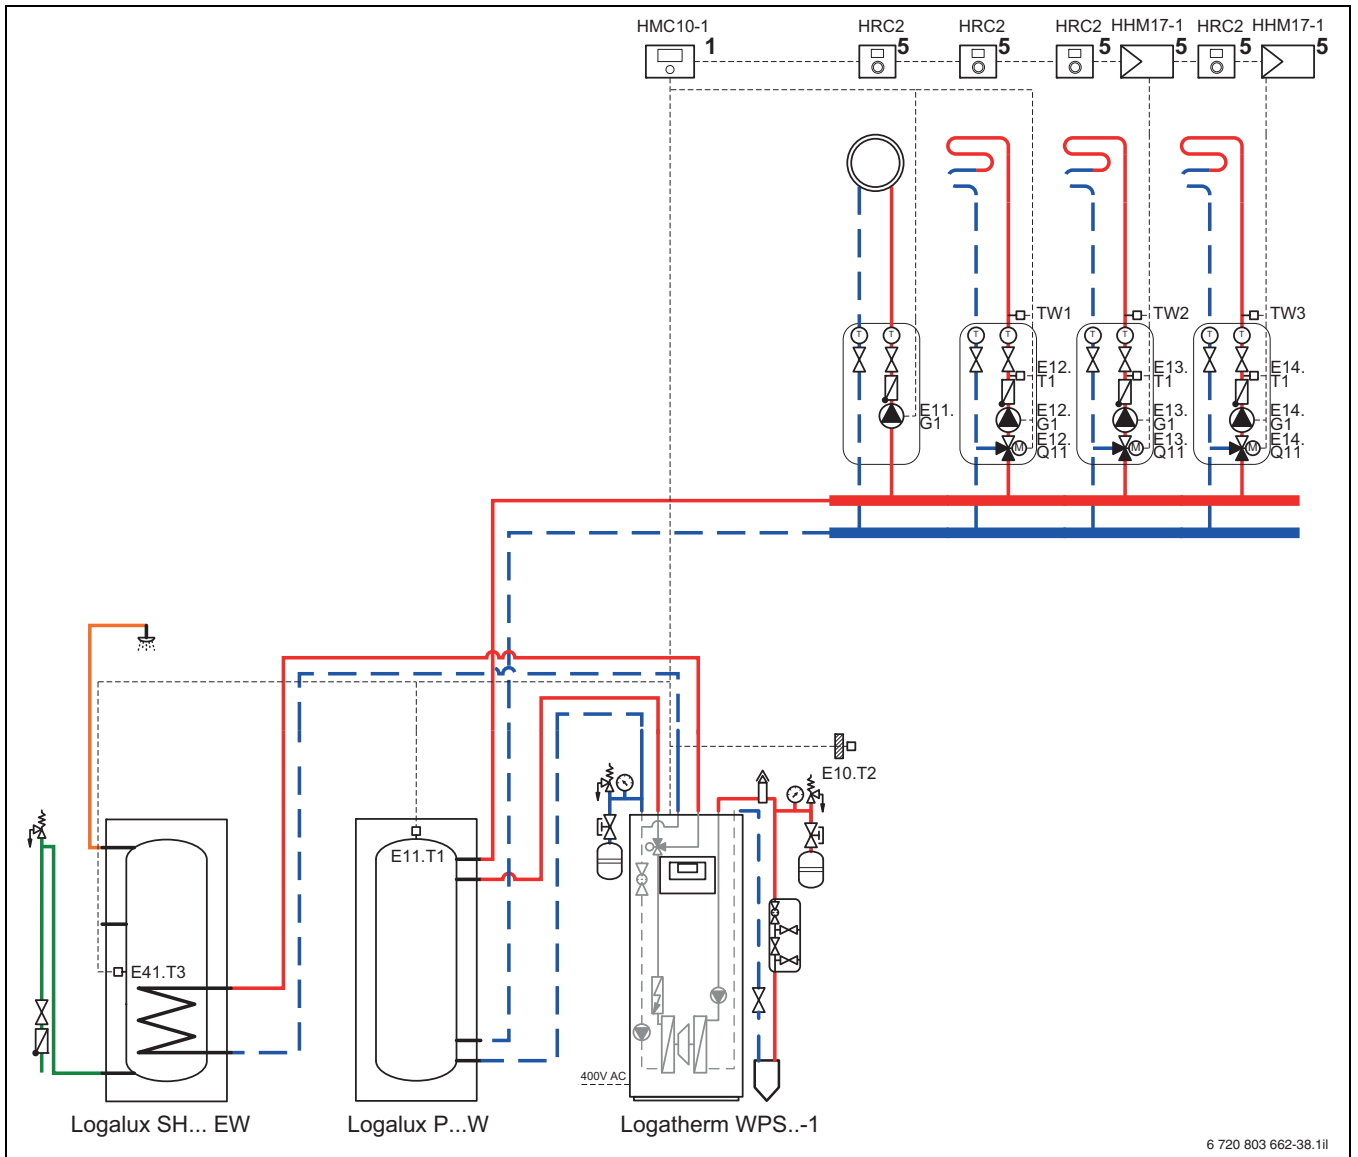 HMC10-1
1
HRC2
5
HRC2
5
HRC2
5
HHM17-1
5
HRC2
5
HHM17-1
5
TW1
TW2
TW3
T
T
T
T
T
T
T
T
E12.
T1
E13.
T1
E14.
T1
E11.
G1
E12.
G1
E13.
G1
E14.
G1
M
E12.
Q11
M
E13.
Q11
M
E14.
Q11
E10.T2
E11.T1
E41.T3
400V AC
Logalux SH... EW
Logalux P...W
Logatherm WPS..-1
6 720 803 662-38.1il